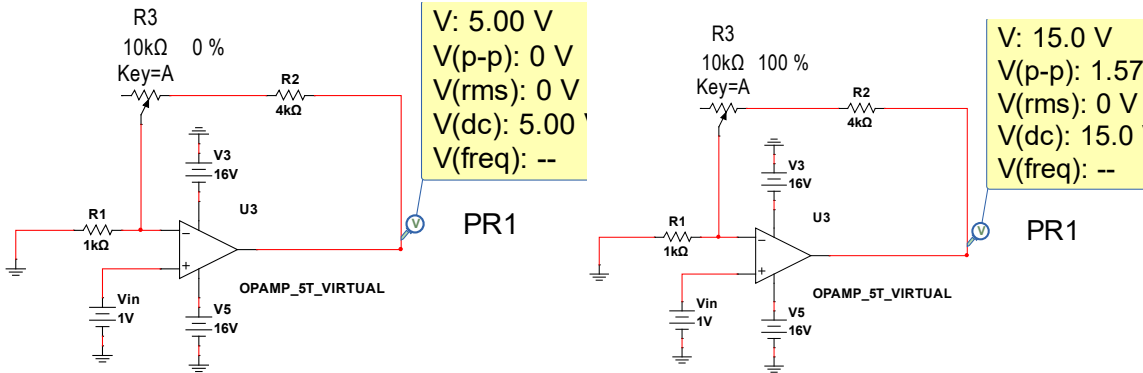 R3
10kΩ 0 %
Key=A
R2
4kΩ
V: 5.00 V
V(p-p): 0 V
V(rms): 0 V
V(dc): 5.00
V(freq): --
V3
16V
U3
R1
1kΩ
PR1
OPAMP_5T_VIRTUAL
Vin
1V
V5
16V
R3
10kΩ 100 %
Key=A
R2
4kΩ
V: 15.0 V
V(p-p): 1.57
V(rms): 0 V
V(dc): 15.0
V(freq): --
V3
16V
U3
R1
1kΩ
PR1
OPAMP_5T_VIRTUAL
Vin
1V
V5
16V